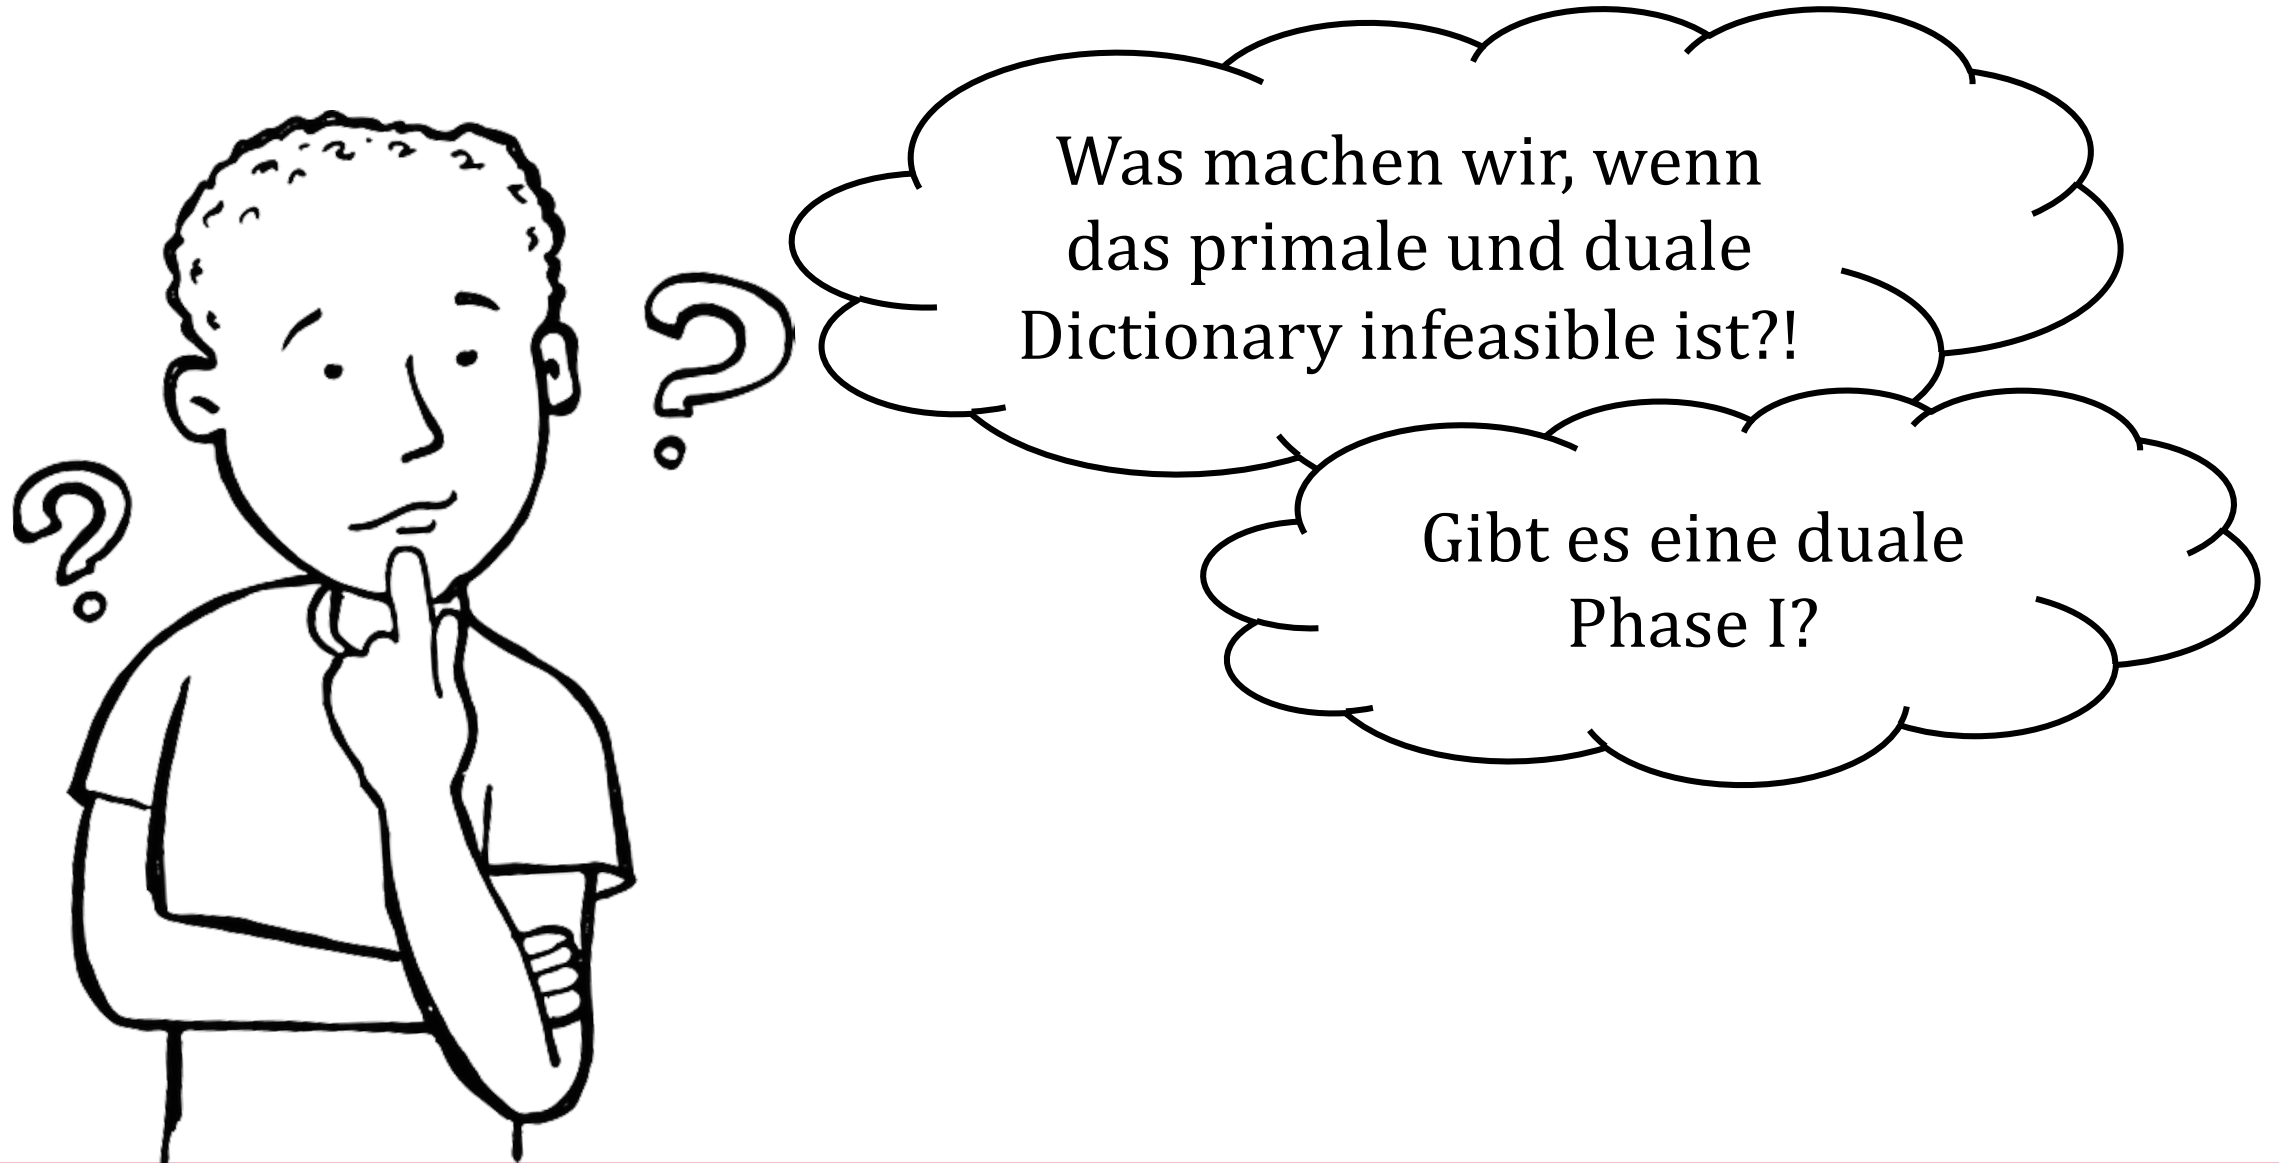 Was machen wir, wenn
das primale und duale
Dictionary infeasible ist?!
Gibt es eine duale
Phase I?